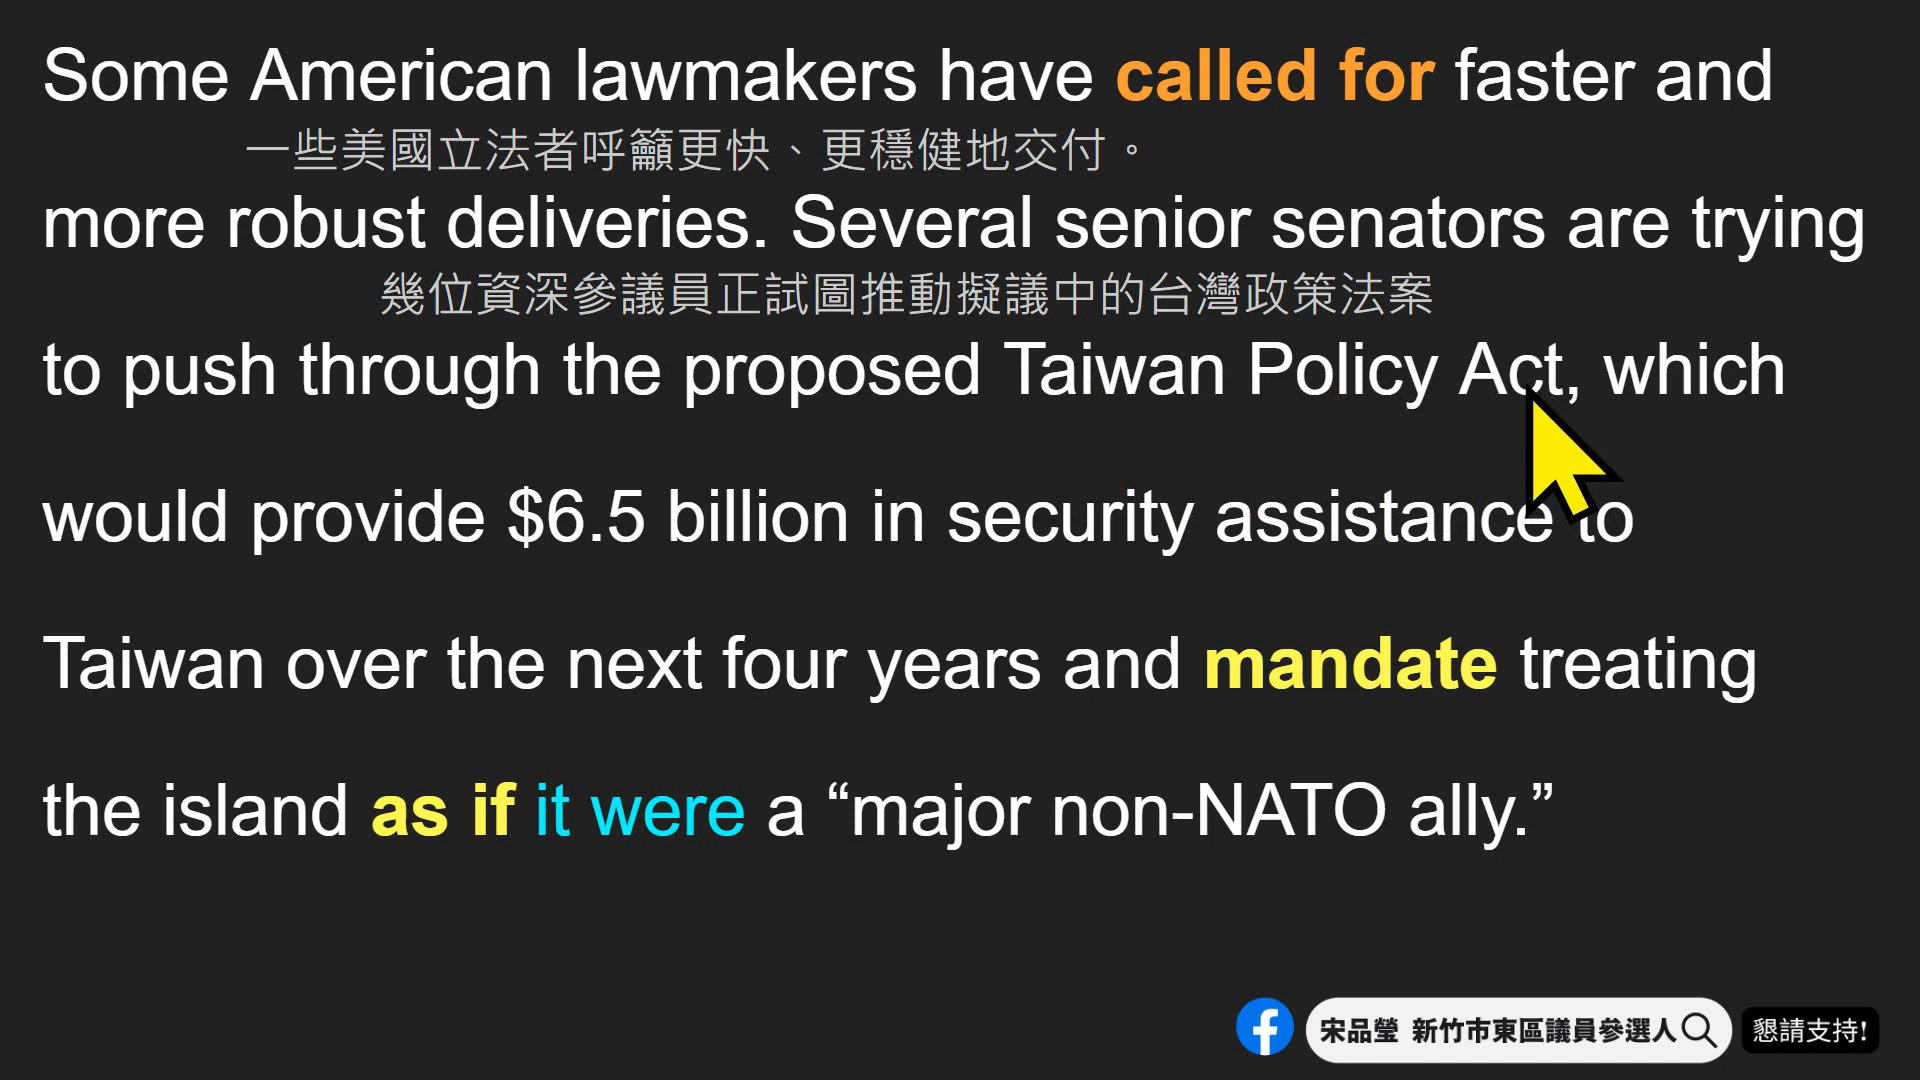 Some American lawmakers have called for faster and
一些美國立法者呼籲更快、更穩健地交付。
more robust deliveries. Several senior senators are trying
幾位資深參議員正試圖推動擬議中的台灣政策法案
to push through the proposed Taiwan Policy Act, which
would provide $6.5 billion in security assistance to
Taiwan over the next four years and mandate treating
the island as if it were a “major non-NATO ally.”
宋品瑩 新竹市東區議員參選人 懇請支持!